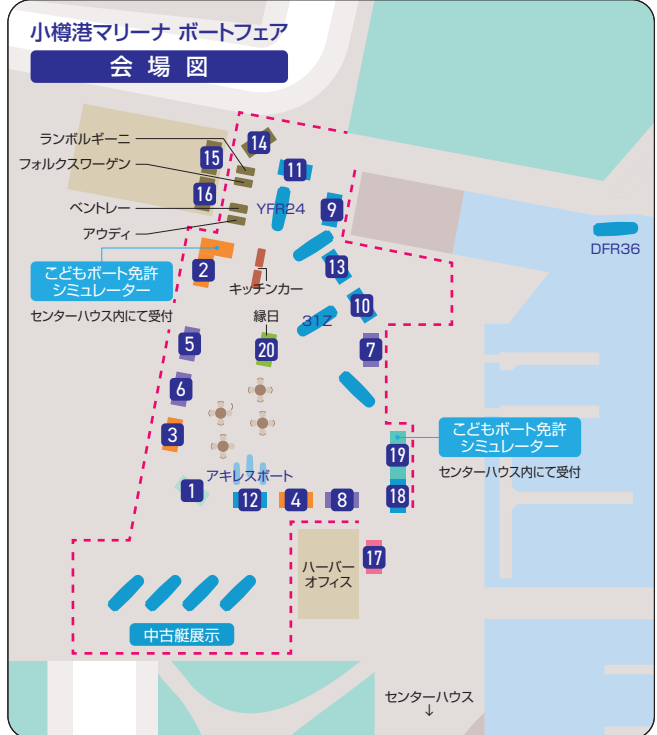 小樽港マリーナ ボートフェア
会場図
ランボルギーニ
フォルクスワーゲン
ベントレー
アウディ
14
15
16
11
YFR24
9
DFR36
こどもボート免許
シミュレーター
センターハウス内にて受付
2
キッチンカー
13
10
31Z
縁日
20
5
7
6
3
こどもボート免許
シミュレーター
センターハウス内にて受付
19
18
アキレスボート
1
12
4
8
17
ハーバー
オフィス
中古艇展示
センターハウス
↓